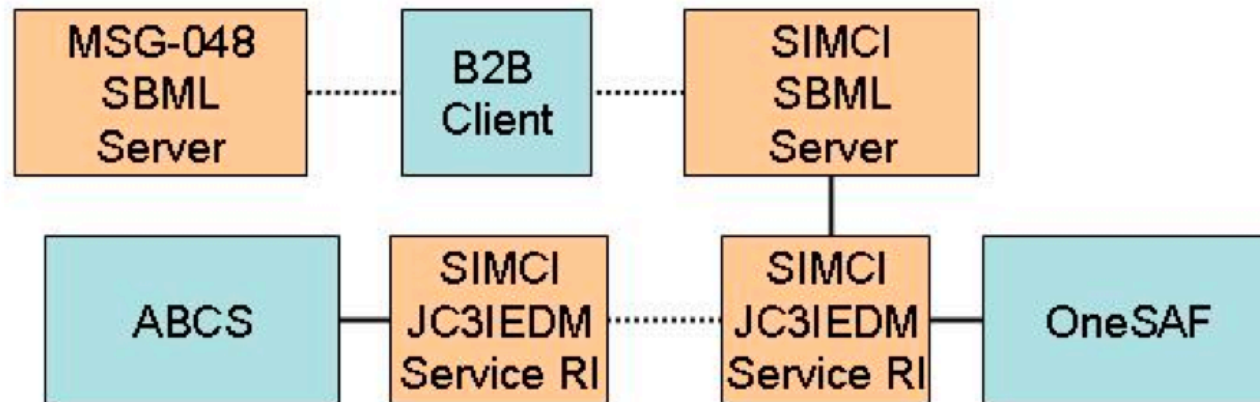 MSG-048
SBML
Server
B2B
Client
SIMCI
SBML
Server
ABCS
SIMCI
JC3IEDM
Service RI
SIMCI
JC3IEDM
Service RI
OneSAF